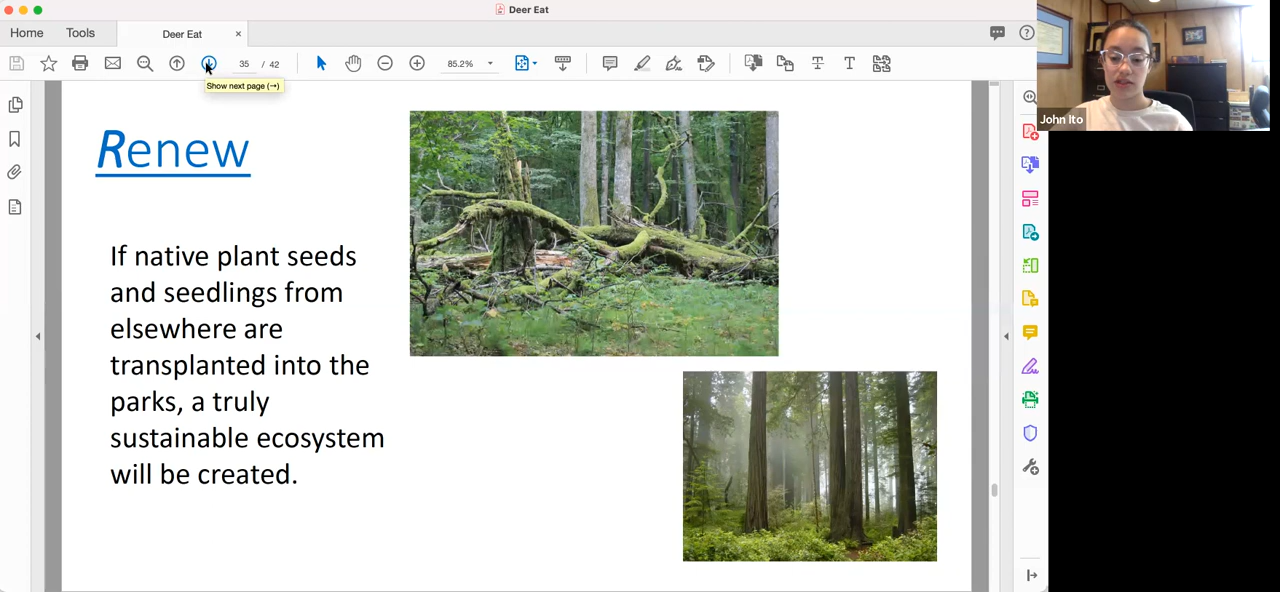 Deer Eat
Home
Tools
Deer Eat
×
35 / 42
85.2%
Show next page (→)
John Ito
Renew
If native plant seeds
and seedlings from
elsewhere are
transplanted into the
parks, a truly
sustainable ecosystem
will be created.